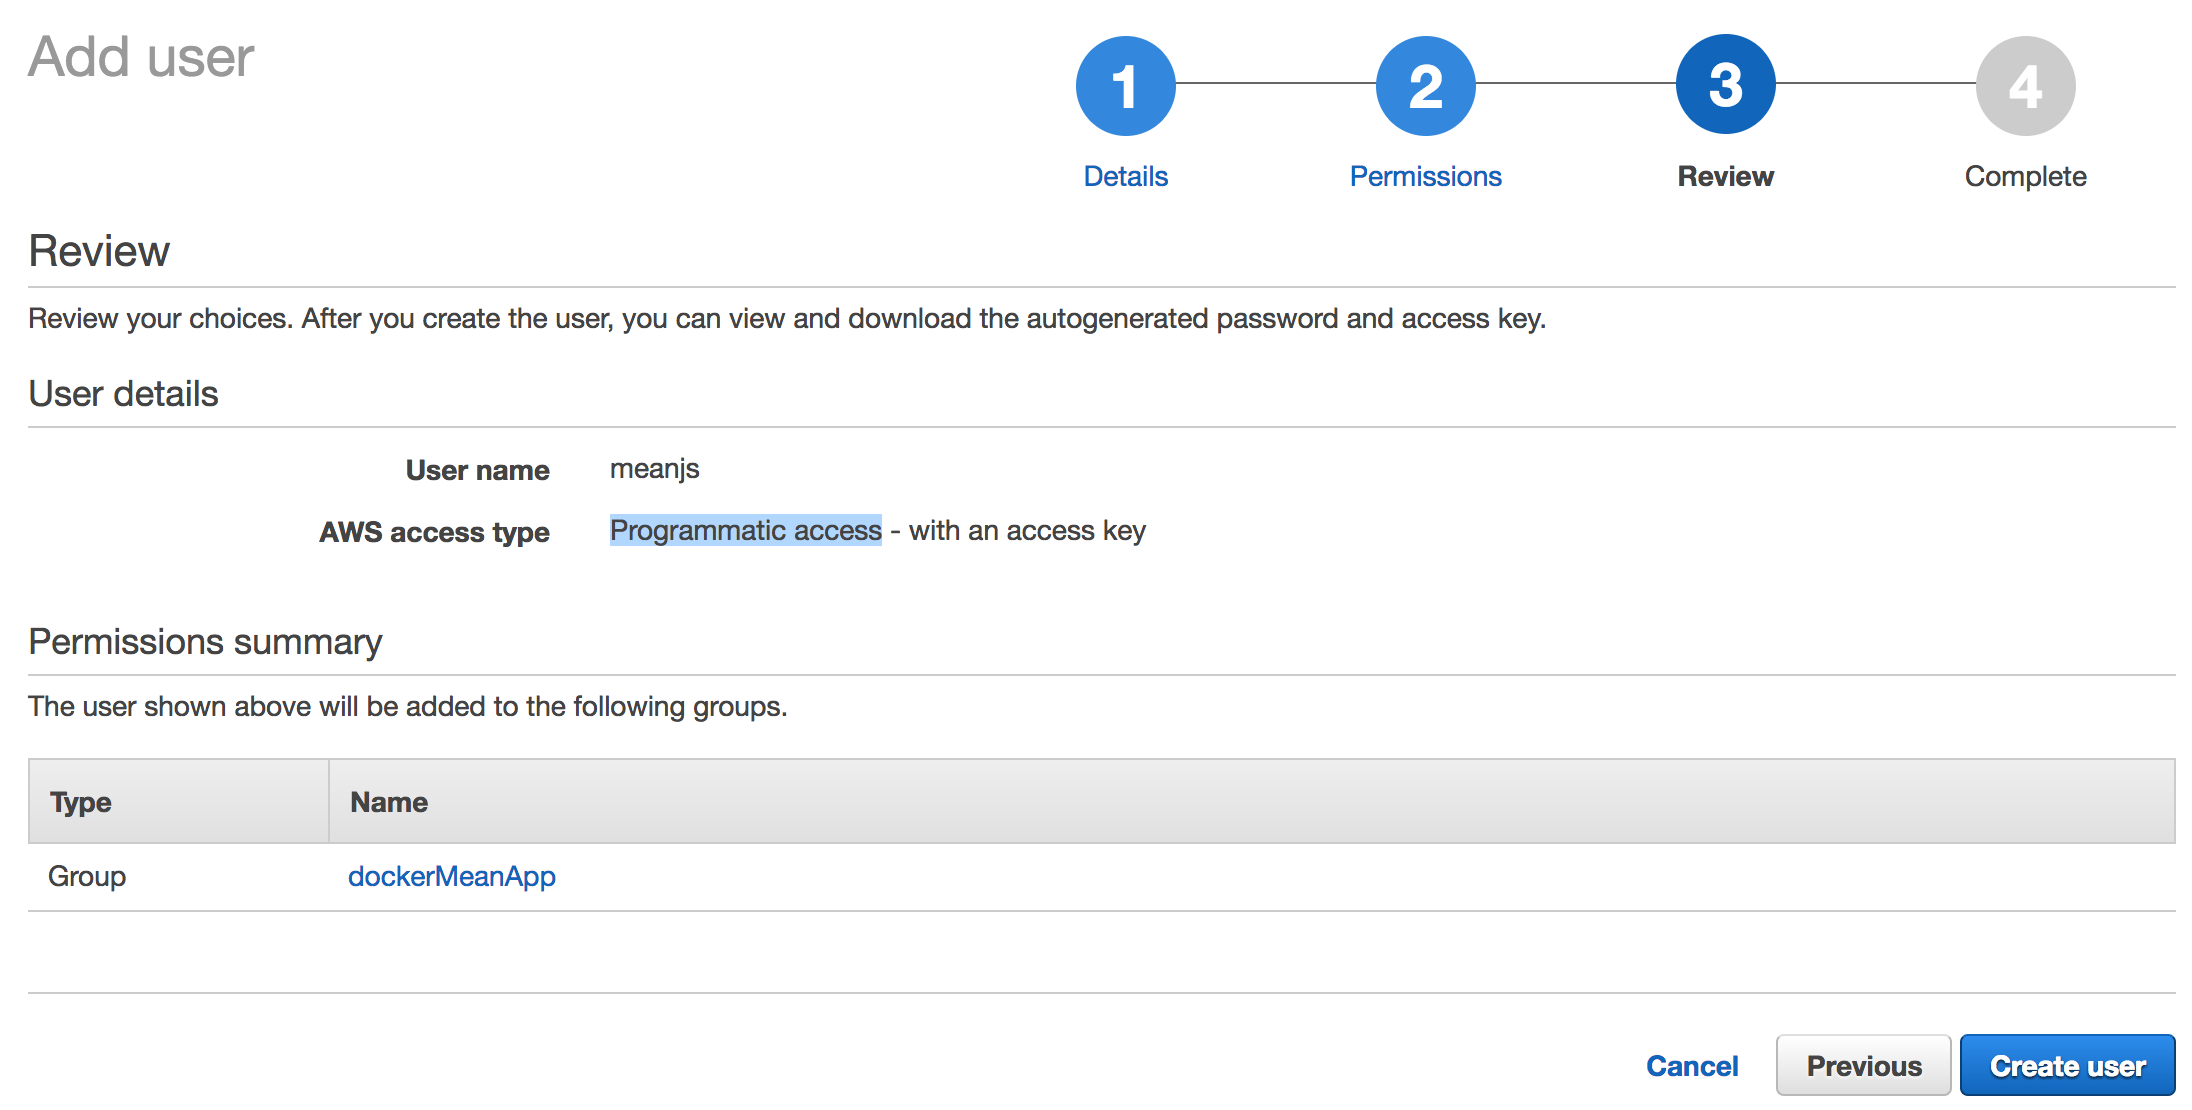 Add user
1 2 3 4
Details Permissions Review Complete
Review
Review your choices. After you create the user, you can view and download the autogenerated password and access key.
User details
User name meanjs
AWS access type Programmatic access - with an access key
Permissions summary
The user shown above will be added to the following groups.
Type Name
Group dockerMeanApp
Cancel Previous Create user